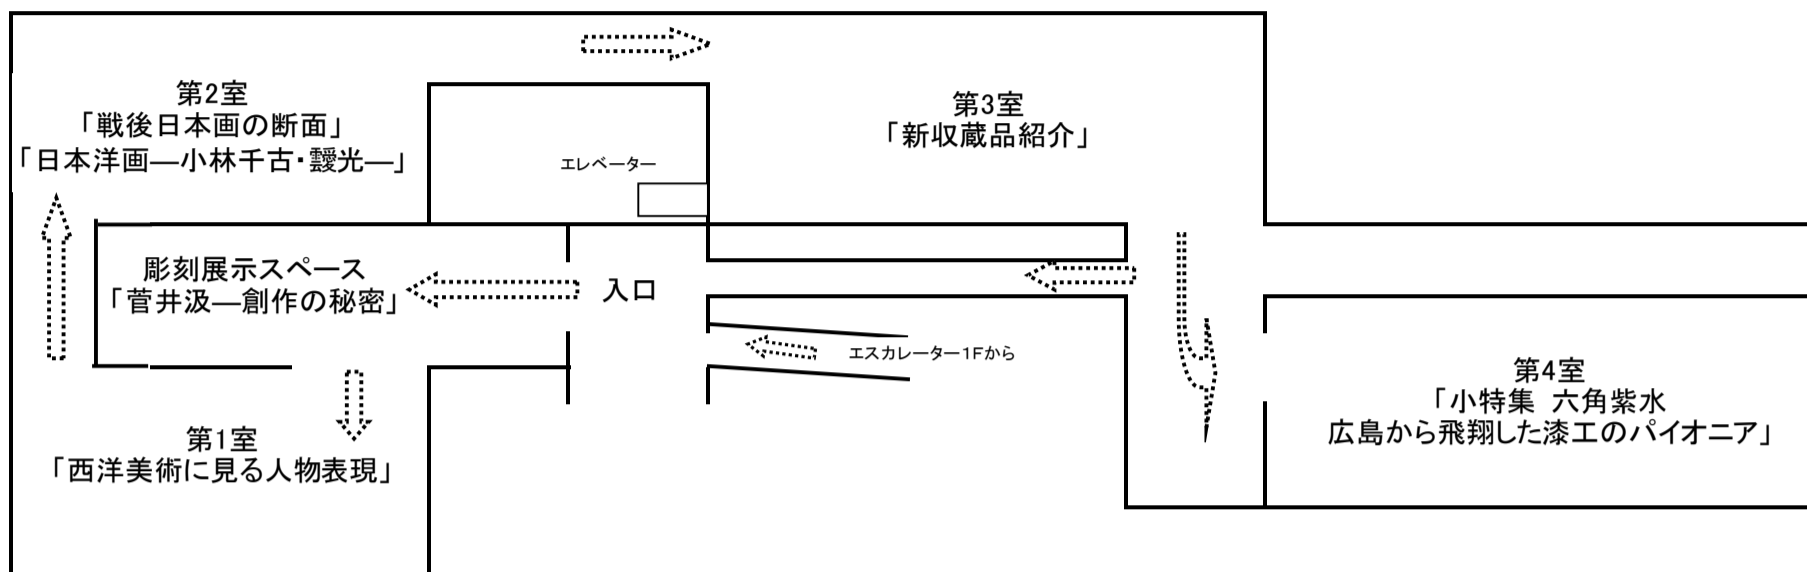 第2室
「戦後日本画の断面」
「日本洋画―小林千古・靉光―」
第3室
「新収蔵品紹介」
エレベーター
彫刻展示スペース
「菅井汲―創作の秘密」
入口
エスカレーター1Fから
第1室
「西洋美術に見る人物表現」
第4室
「小特集 六角紫水
広島から飛翔した漆工のパイオニア」